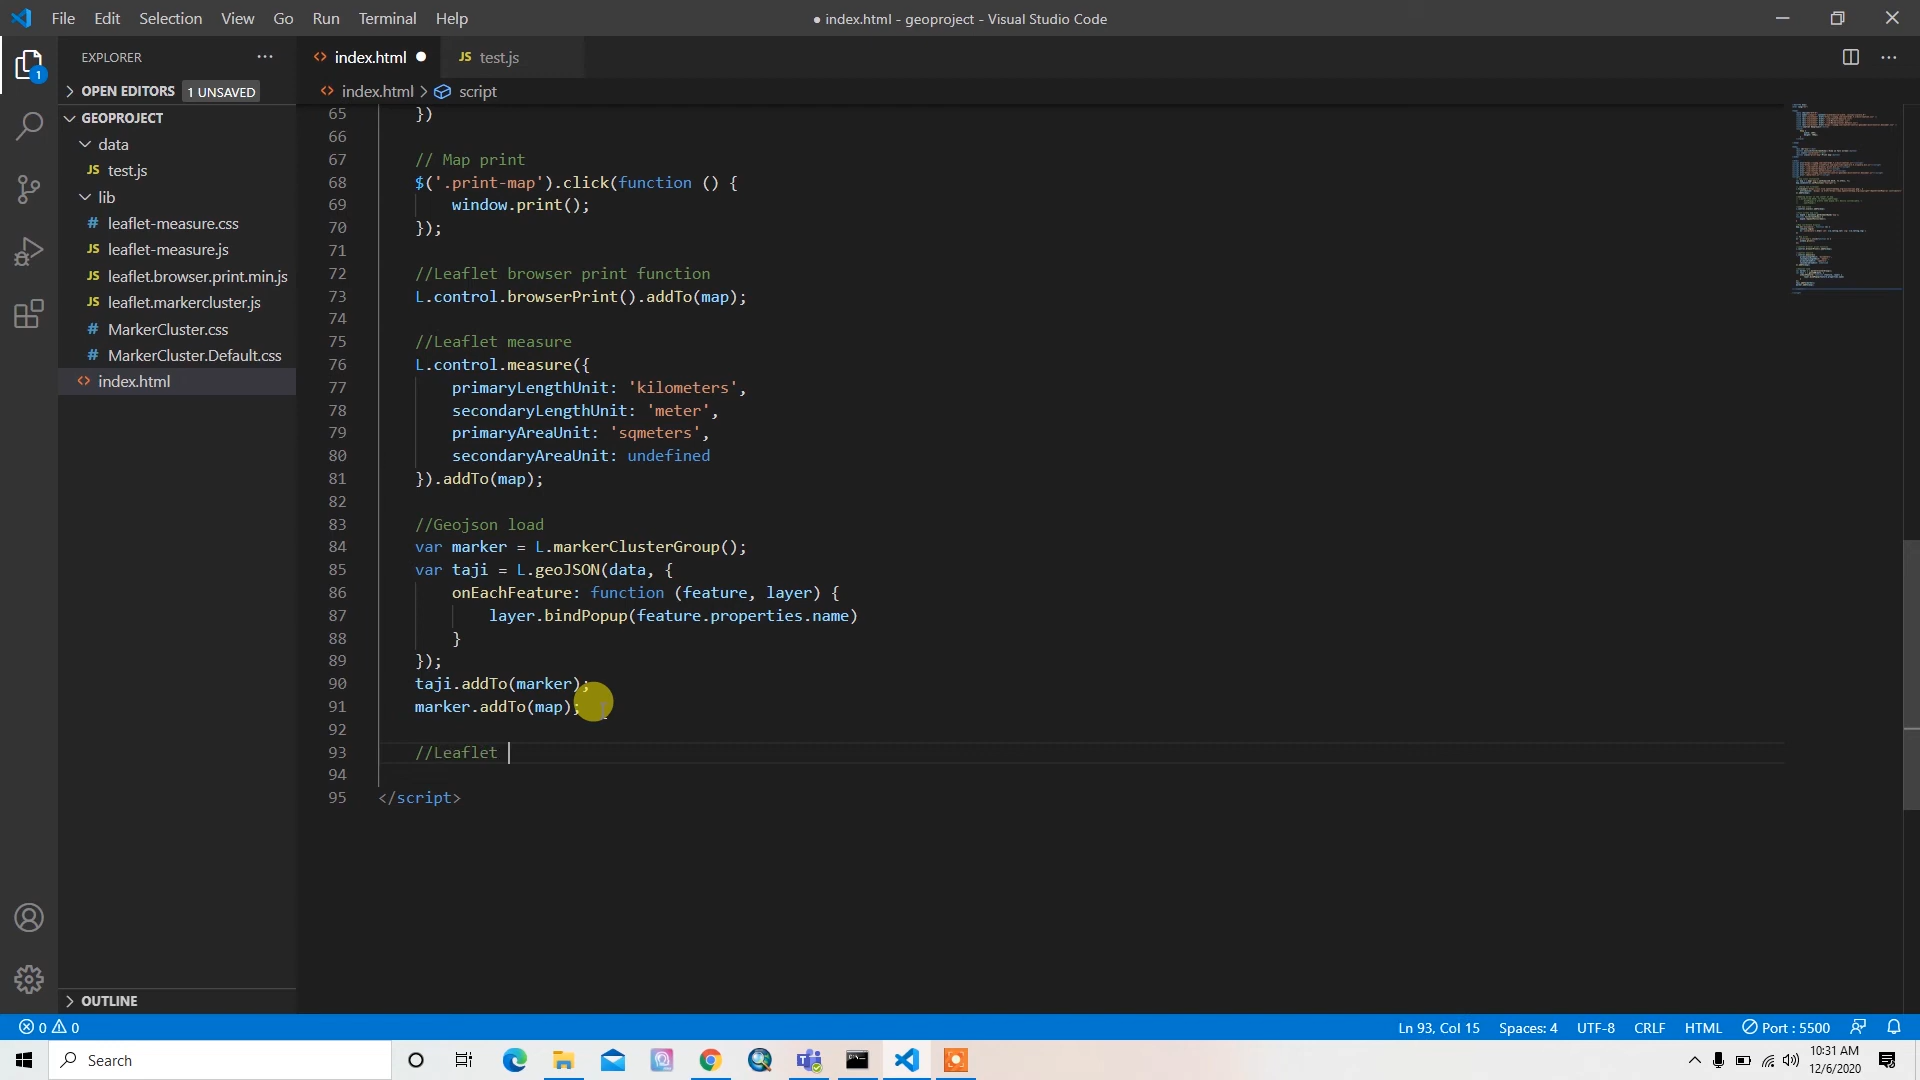 File Edit Selection View Go Run Terminal Help
● index.html - geoproject - Visual Studio Code
EXPLORER
index.html
JS test.js
OPEN EDITORS 1 UNSAVED
index.html > script
GEOPROJECT
data
JS test.js
lib
# leaflet-measure.css
JS leaflet-measure.js
JS leaflet.browser.print.min.js
JS leaflet.markercluster.js
# MarkerCluster.css
# MarkerCluster.Default.css
index.html
OUTLINE
1
65 })
66
67 // Map print
68 $('.print-map').click(function () {
69 window.print();
70 });
71
72 //Leaflet browser print function
73 L.control.browserPrint().addTo(map);
74
75 //Leaflet measure
76 L.control.measure({
77 primaryLengthUnit: 'kilometers',
78 secondaryLengthUnit: 'meter',
79 primaryAreaUnit: 'sqmeters',
80 secondaryAreaUnit: undefined
81 }).addTo(map);
82
83 //Geojson load
84 var marker = L.markerClusterGroup();
85 var taji = L.geoJSON(data, {
86 onEachFeature: function (feature, layer) {
87 layer.bindPopup(feature.properties.name)
88 }
89 });
90 taji.addTo(marker);
91 marker.addTo(map);
92
93 //Leaflet
94
95 </script>
0 0
Ln 93, Col 15 Spaces: 4 UTF-8 CRLF HTML Port : 5500
Search
10:31 AM
12/6/2020